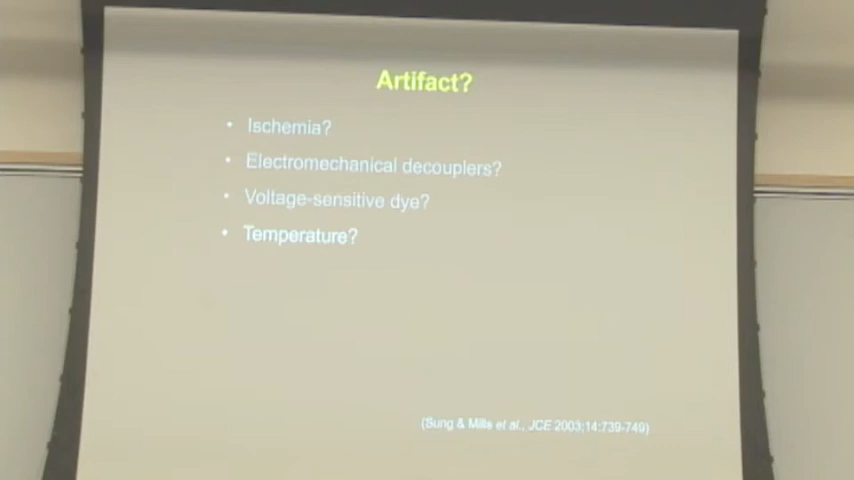 Artifact?
• Ischemia?
• Electromechanical decouplers?
• Voltage-sensitive dye?
• Temperature?
(Sung & Mills et al., JCE 2003;14:739-749)